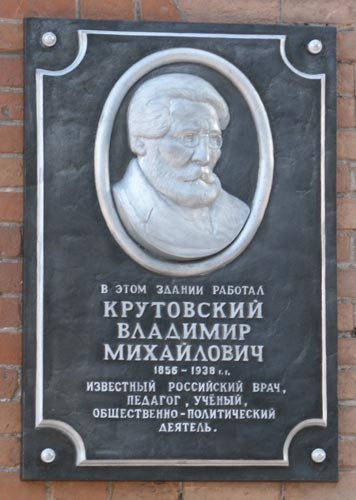 В ЭТОМ ЗДАНИИ РАБОТАЛ
КРУТОВСКИЙ
ВЛАДИМИР
МИХАЙЛОВИЧ
1856 - 1938 г.г.
ИЗВЕСТНЫЙ РОССИЙСКИЙ ВРАЧ,
ПЕДАГОГ, УЧЁНЫЙ,
ОБЩЕСТВЕННО-ПОЛИТИЧЕСКИЙ
ДЕЯТЕЛЬ.